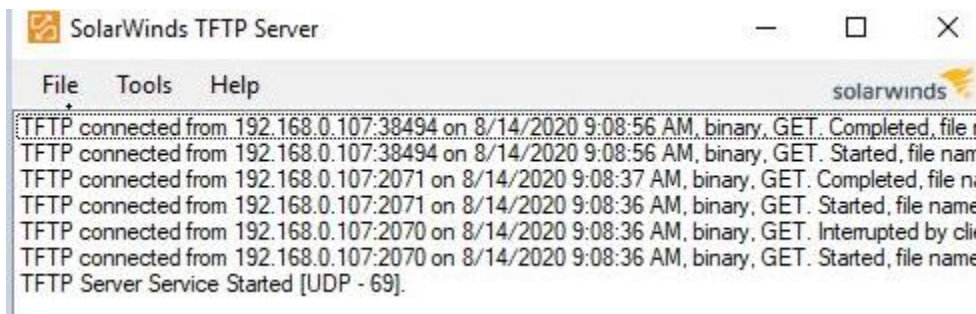 SolarWinds TFTP Server
File Tools Help
solarwinds
TFTP connected from 192.168.0.107:38494 on 8/14/2020 9:08:56 AM, binary, GET. Completed, file
TFTP connected from 192.168.0.107:38494 on 8/14/2020 9:08:56 AM, binary, GET. Started, file nam
TFTP connected from 192.168.0.107:2071 on 8/14/2020 9:08:37 AM, binary, GET. Completed, file na
TFTP connected from 192.168.0.107:2071 on 8/14/2020 9:08:36 AM, binary, GET. Started, file name
TFTP connected from 192.168.0.107:2070 on 8/14/2020 9:08:36 AM, binary, GET. Interrupted by clie
TFTP connected from 192.168.0.107:2070 on 8/14/2020 9:08:36 AM, binary, GET. Started, file name
TFTP Server Service Started [UDP - 69].